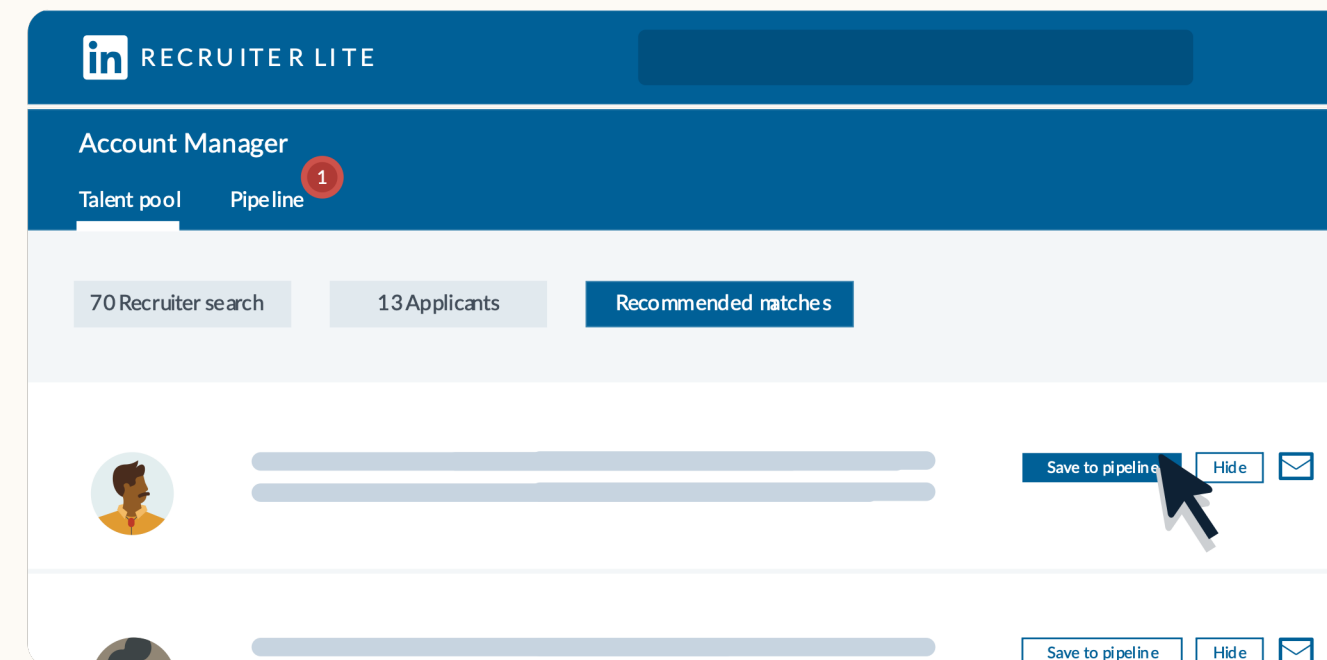 in RECRUITER LITE
Account Manager
1
Talent pool Pipeline
70 Recruiter search 13 Applicants Recommended matches
Save to pipeline Hide
Save to pipeline Hide